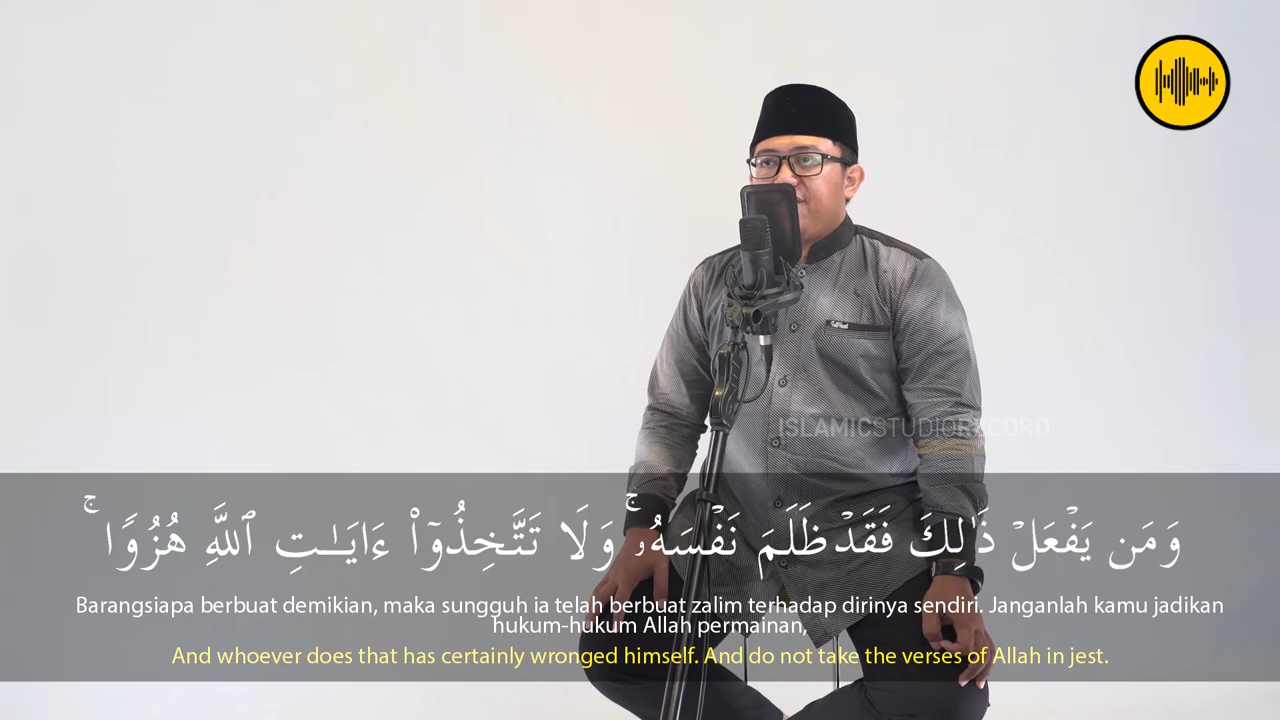 ISLAMICSTUDIORECORD
وَمَن يَفْعَلْ ذَٰلِكَ فَقَدْ ظَلَمَ نَفْسَهُۥ ۚ وَلَا تَتَّخِذُوٓا۟ ءَايَـٰتِ ٱللَّهِ هُزُوًا ۚ
Barangsiapa berbuat demikian, maka sungguh ia telah berbuat zalim terhadap dirinya sendiri. Janganlah kamu jadikan
hukum-hukum Allah permainan,
And whoever does that has certainly wronged himself. And do not take the verses of Allah in jest.